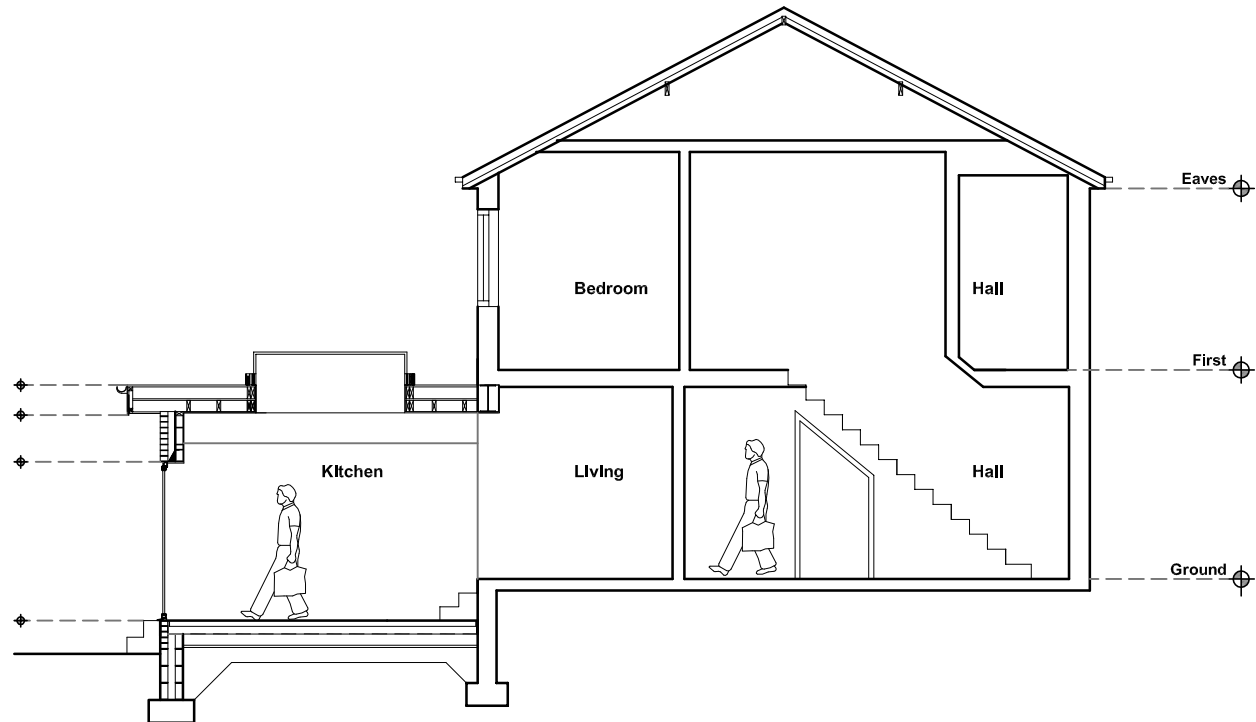 Eaves
Bedroom
Hall
First
Kitchen
Living
Hall
Ground